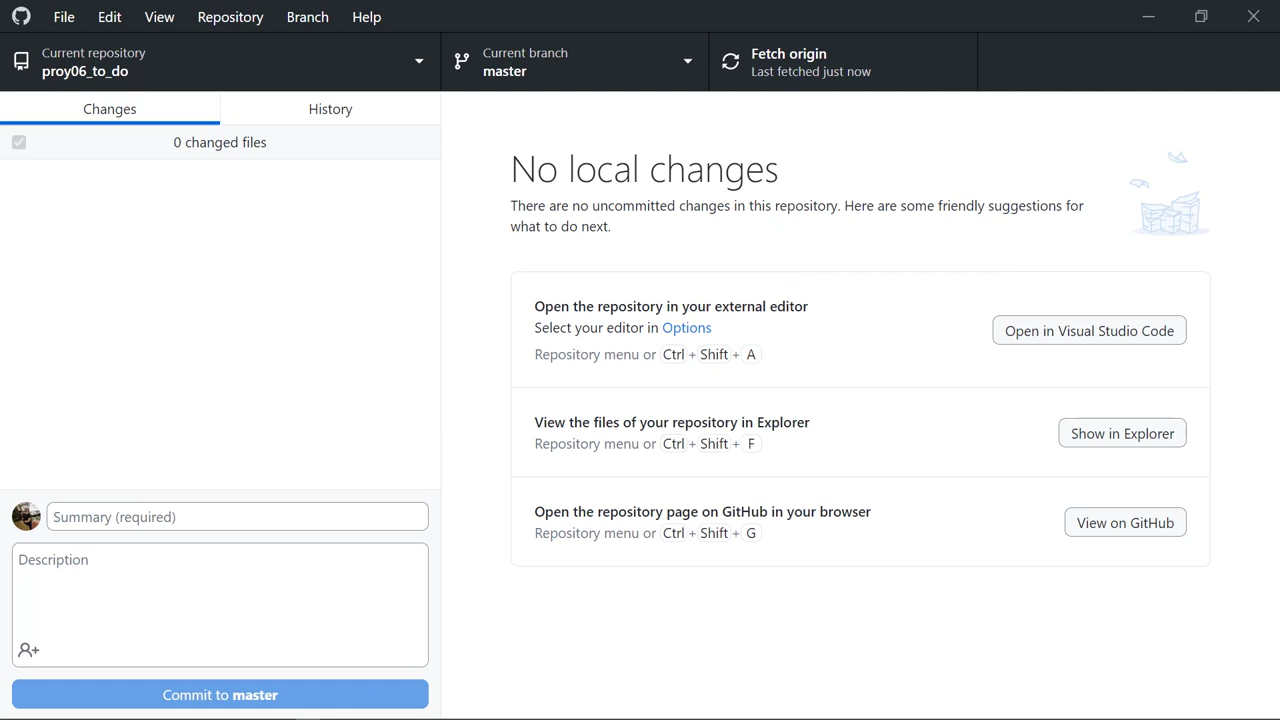 File Edit View Repository Branch Help
Current repository
proy06_to_do
Current branch
master
Fetch origin
Last fetched just now
Changes
History
0 changed files
No local changes
There are no uncommitted changes in this repository. Here are some friendly suggestions for
what to do next.
Open the repository in your external editor
Select your editor in Options
Repository menu or Ctrl + Shift + A
Open in Visual Studio Code
View the files of your repository in Explorer
Repository menu or Ctrl + Shift + F
Show in Explorer
Open the repository page on GitHub in your browser
Repository menu or Ctrl + Shift + G
View on GitHub
Summary (required)
Description
Commit to master